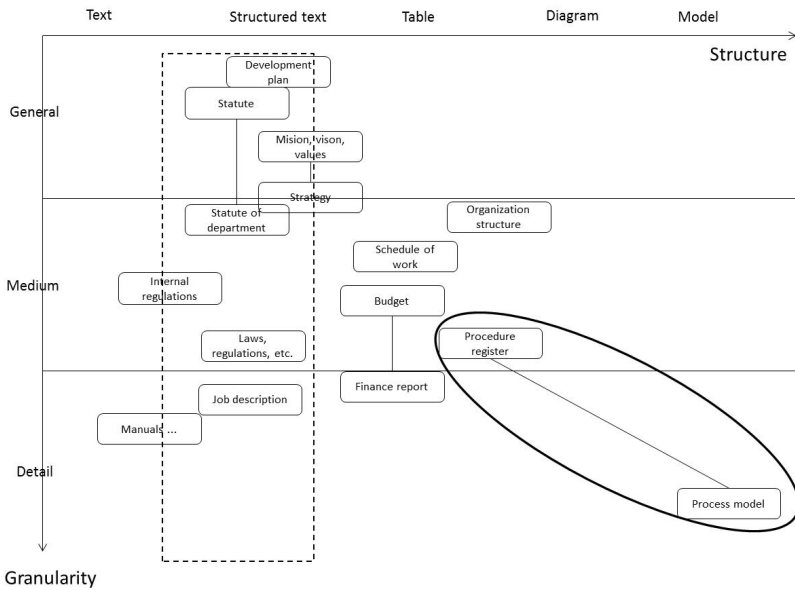 Text
Structured text
Table
Diagram
Model
Structure
Development
plan
General
Statute
Mision, vison,
values
Strategy
Statute of
department
Organization
structure
Schedule of
work
Medium
Internal
regulations
Budget
Laws,
regulations, etc.
Procedure
register
Finance report
Job description
Manuals ...
Detail
Process model
Granularity